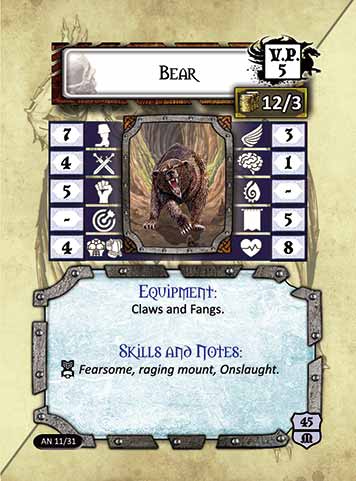 Bear
V.P.
5
12/3
7 3
4 1
5 -
- 5
4 8
Equipment:
Claws and Fangs.
Skills and Notes:
Fearsome, raging mount, Onslaught.
AN 11/31
45
M